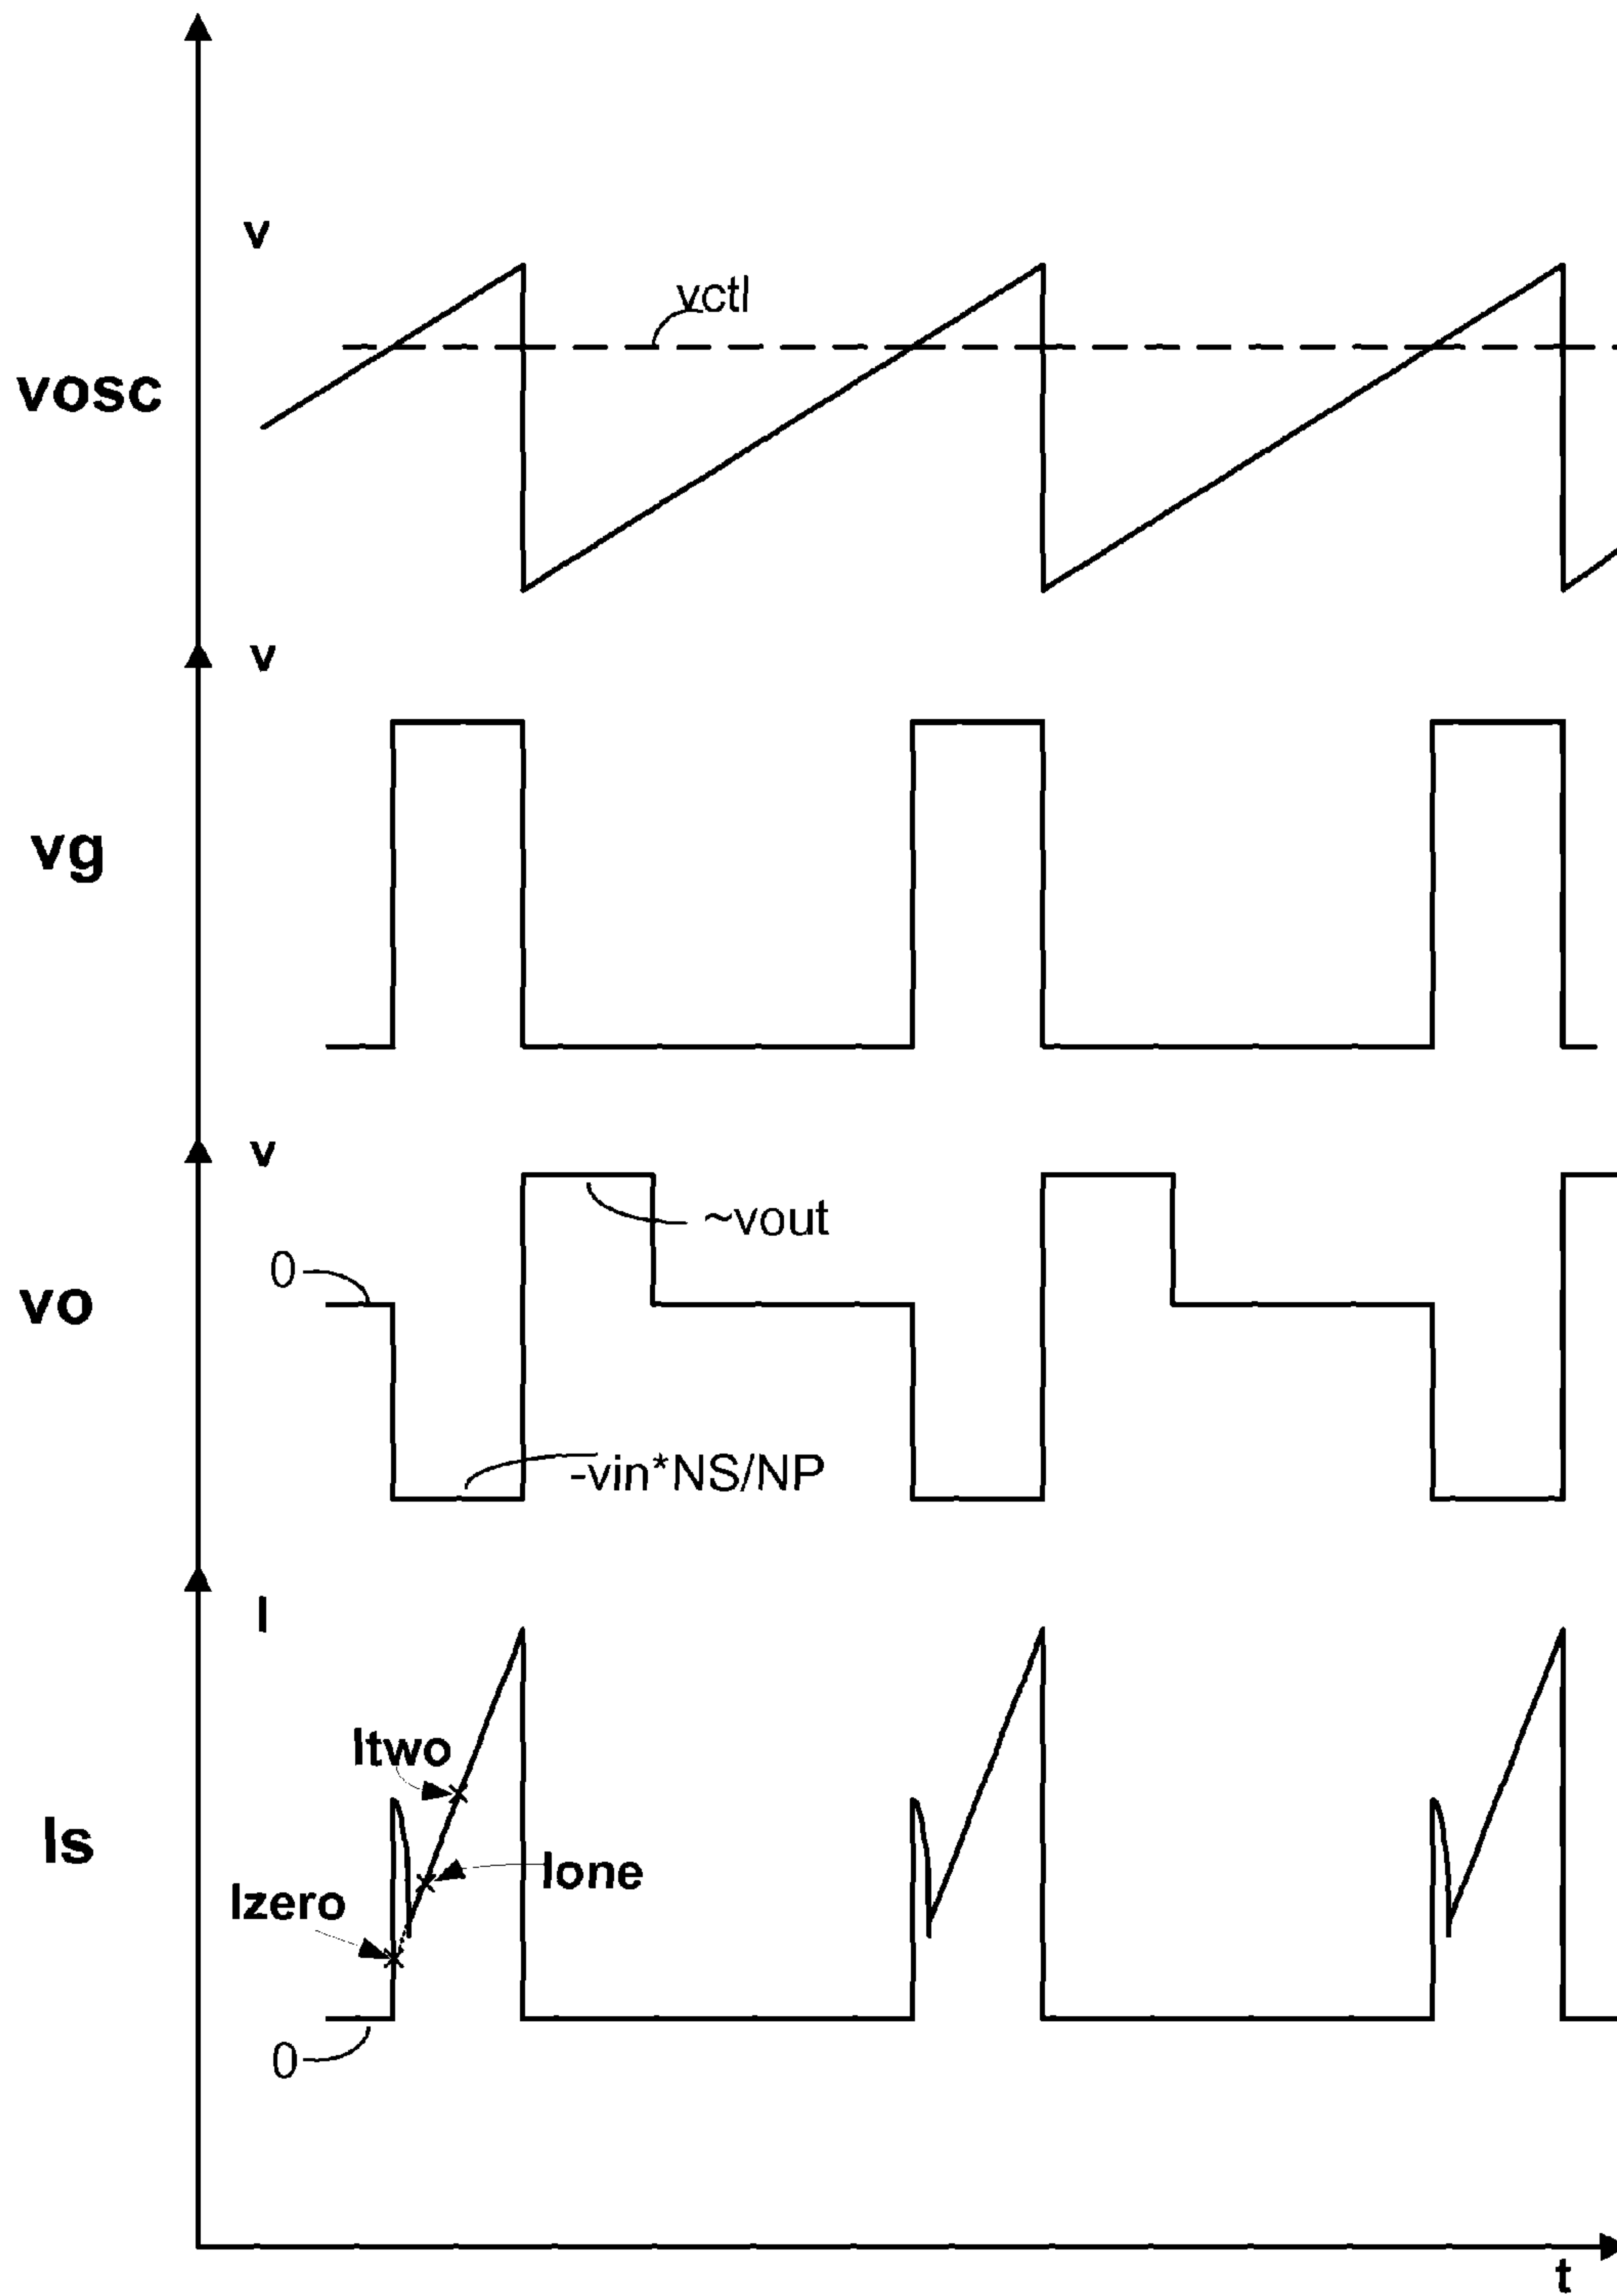 v
vctl
vosc
v
vg
v
~vout
0
vo
-vin*NS/NP
I
Itwo
Is
Ione
Izero
0
t